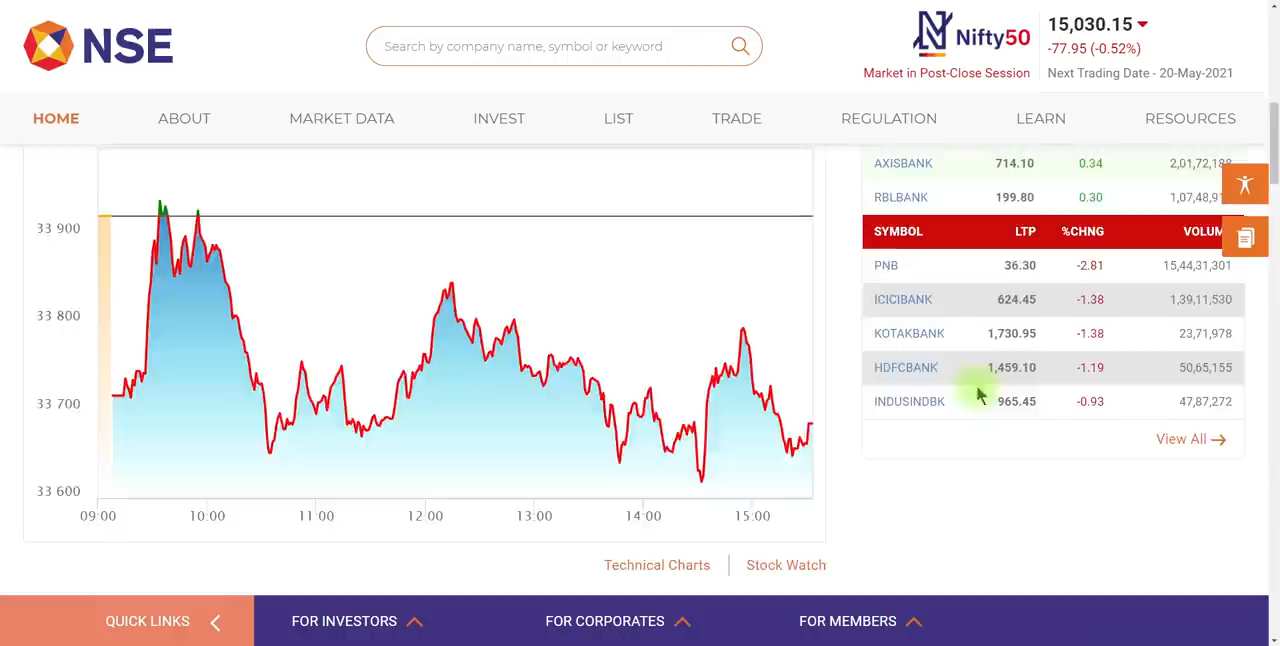 NSE
Search by company name, symbol or keyword
Nifty50
Market in Post-Close Session
15,030.15
-77.95 (-0.52%)
Next Trading Date - 20-May-2021
HOME ABOUT MARKET DATA INVEST LIST TRADE REGULATION LEARN RESOURCES
33 900
33 800
33 700
33 600
09:00 10:00 11:00 12:00 13:00 14:00 15:00
AXISBANK 714.10 0.34
RBLBANK 199.80 0.30
SYMBOL LTP %CHNG
PNB 36.30 -2.81 15,44,31,301
ICICIBANK 624.45 -1.38 1,39,11,530
KOTAKBANK 1,730.95 -1.38 23,71,978
HDFCBANK 1,459.10 -1.19 50,65,155
INDUSINDBK 965.45 -0.93 47,87,272
View All
Technical Charts Stock Watch
QUICK LINKS FOR INVESTORS FOR CORPORATES FOR MEMBERS